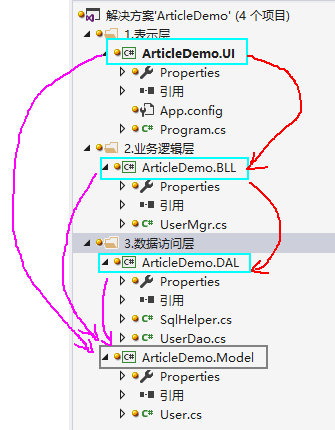 解决方案'ArticleDemo' (4 个项目)
1.表示层
ArticleDemo.UI
Properties
引用
App.config
Program.cs
2.业务逻辑层
ArticleDemo.BLL
Properties
引用
UserMgr.cs
3.数据访问层
ArticleDemo.DAL
Properties
引用
SqlHelper.cs
UserDao.cs
ArticleDemo.Model
Properties
引用
User.cs